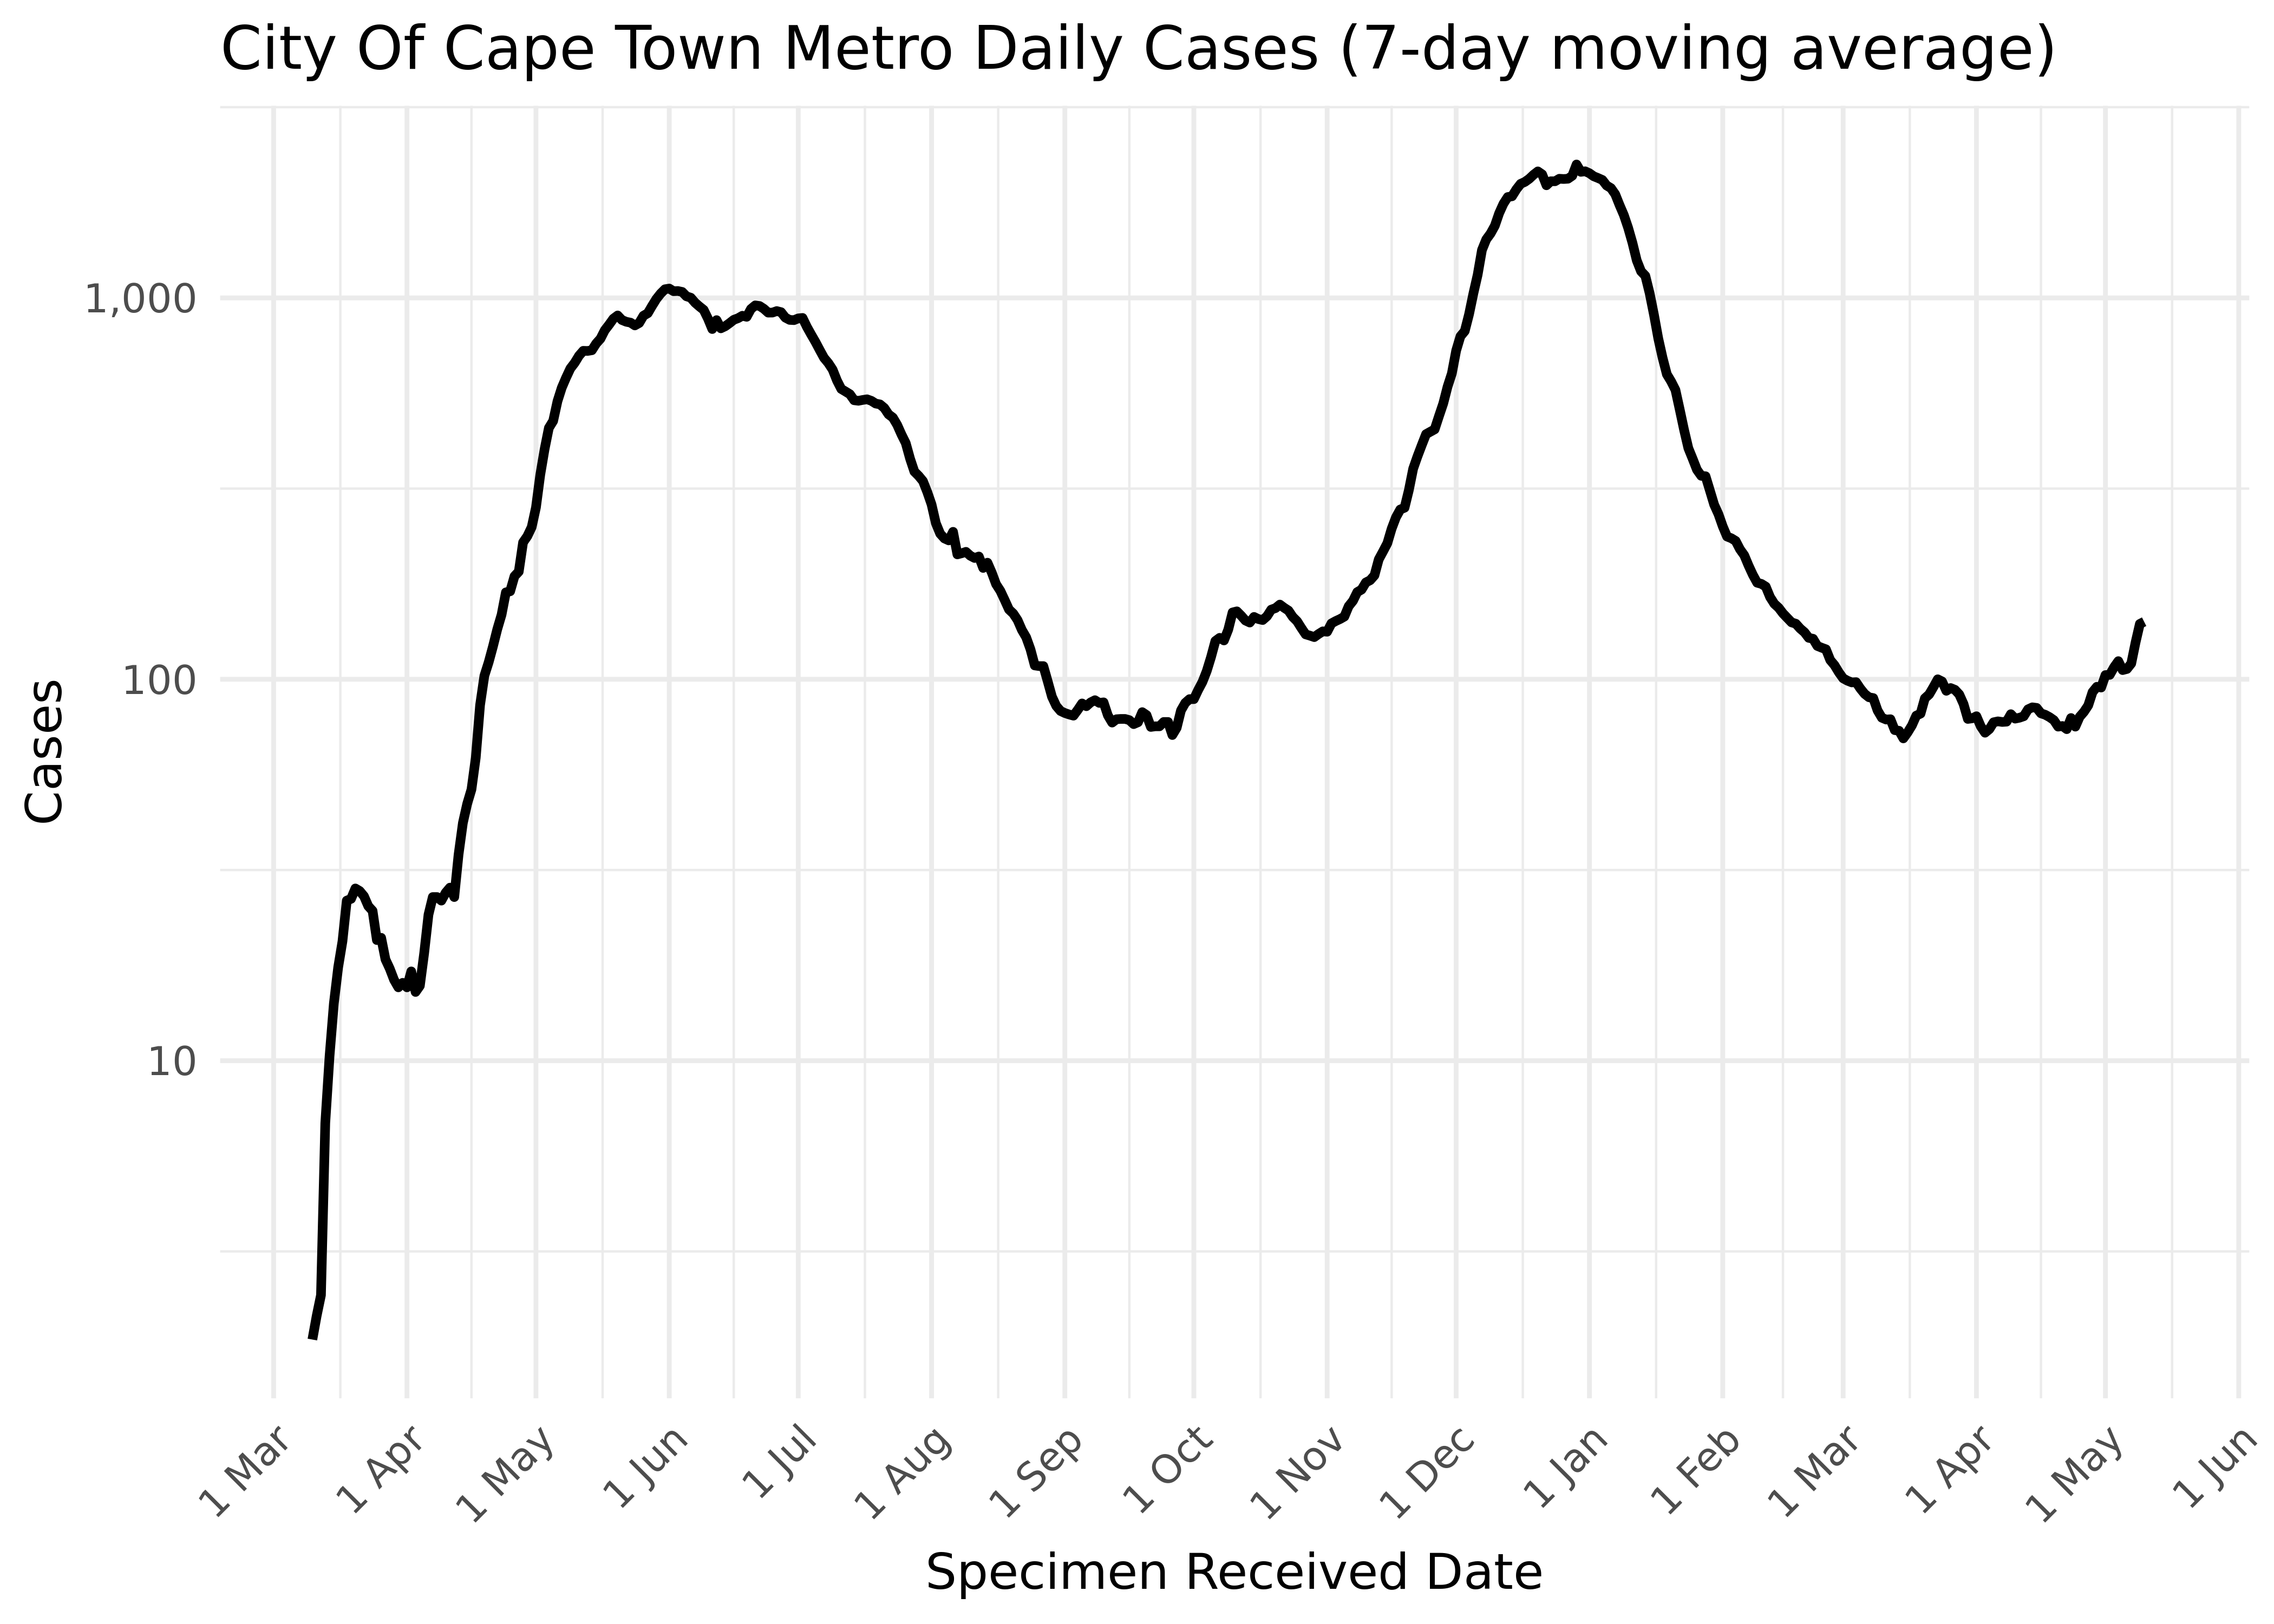 City Of Cape Town Metro Daily Cases (7-day moving average)
Cases
1,000
100
10
1 Mar
1 Apr
1 May
1 Jun
1 Jul
1 Aug
1 Sep
1 Oct
1 Nov
1 Dec
1 Jan
1 Feb
1 Mar
1 Apr
1 May
1 Jun
Specimen Received Date